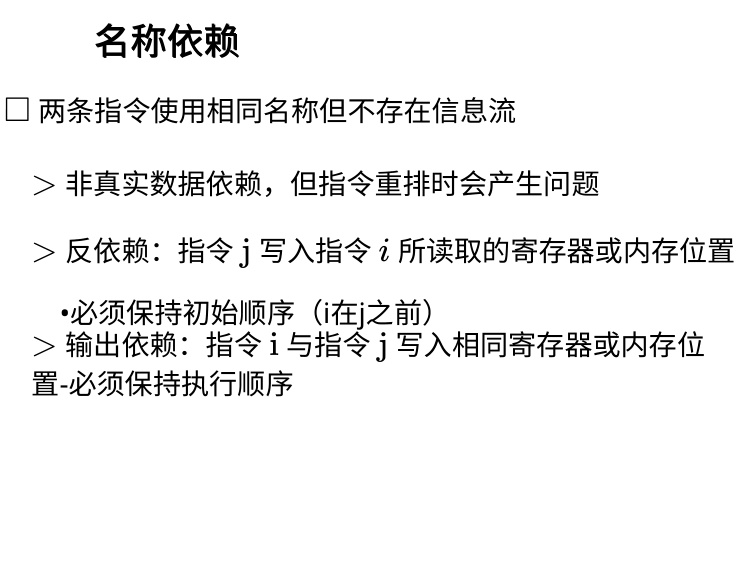 名称依赖
□ 两条指令使用相同名称但不存在信息流
> 非真实数据依赖，但指令重排时会产生问题
> 反依赖：指令 j 写入指令 i 所读取的寄存器或内存位置
•必须保持初始顺序（i在j之前）
> 输出依赖：指令 i 与指令 j 写入相同寄存器或内存位
置-必须保持执行顺序